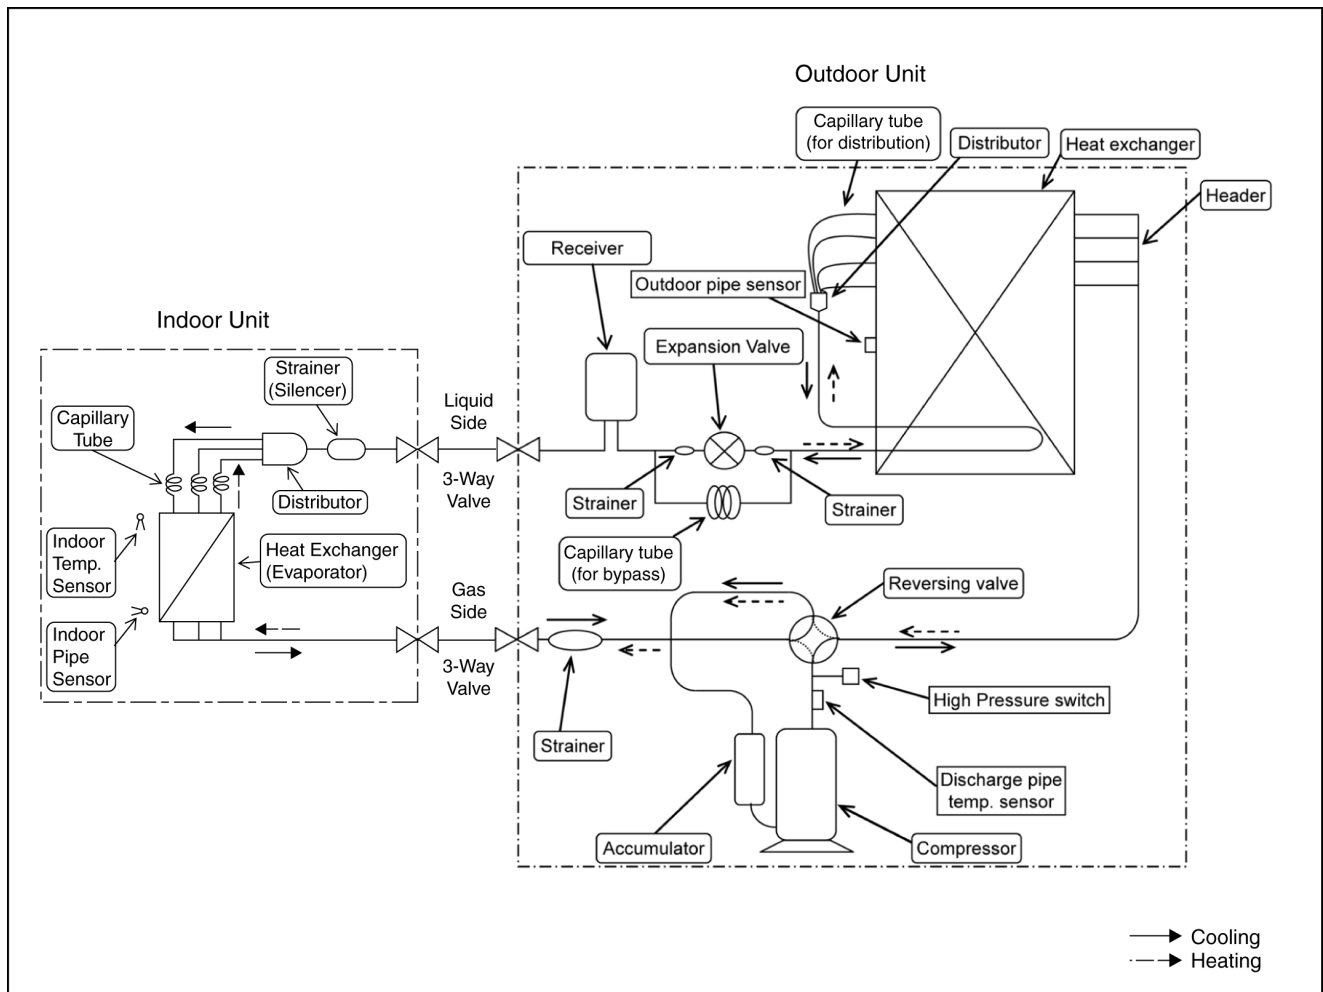 Outdoor Unit
Capillary tube
(for distribution)
Distributor
Heat exchanger
Header
Receiver
Outdoor pipe sensor
Indoor Unit
Expansion Valve
Strainer
(Silencer)
Capillary
Tube
Liquid
Side
3-Way
Valve
Distributor
Strainer
Strainer
Indoor
Temp.
Sensor
Heat Exchanger
(Evaporator)
Capillary tube
(for bypass)
Reversing valve
Gas
Side
Indoor
Pipe
Sensor
3-Way
Valve
High Pressure switch
Strainer
Discharge pipe
temp. sensor
Accumulator
Compressor
Cooling
Heating